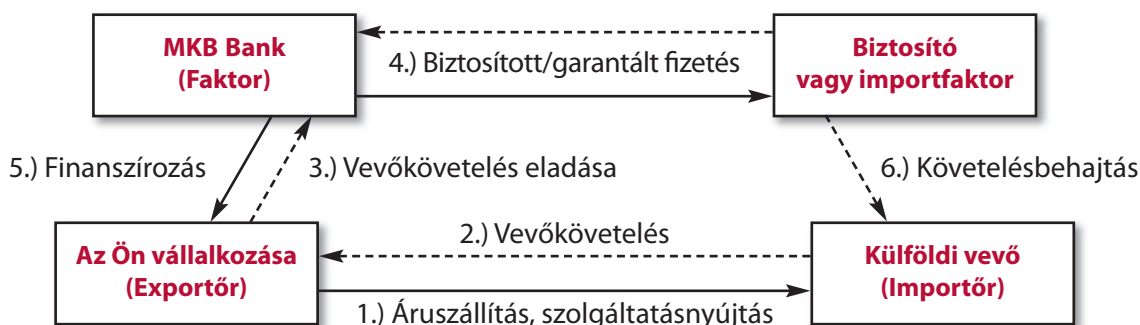 MKB Bank
(Faktor)
4.) Biztosított/garantált fizetés
Biztosító
vagy importfaktor
5.) Finanszírozás
3.) Vevőkövetelés eladása
6.) Követelésbehajtás
Az Ön vállalkozása
(Exportőr)
2.) Vevőkövetelés
Külföldi vevő
(Importőr)
1.) Áruszállítás, szolgáltatásnyújtás